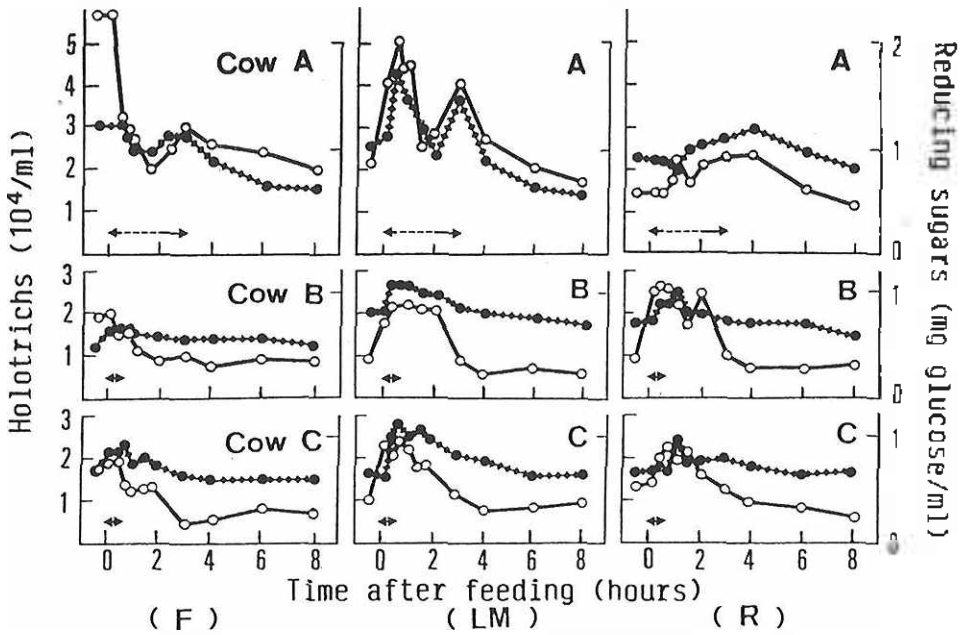 Holotrichs (10⁴/ml)
Reducing sugars (mg glucose/ml)
5
4
3
2
1
Cow A
A
A
2
1
0
3
2
1
Cow B
B
B
1
0
3
2
1
Cow C
C
C
1
0
0 2 4 6 8 0 2 4 6 8 0 2 4 6 8
Time after feeding (hours)
( F ) ( LM ) ( R )